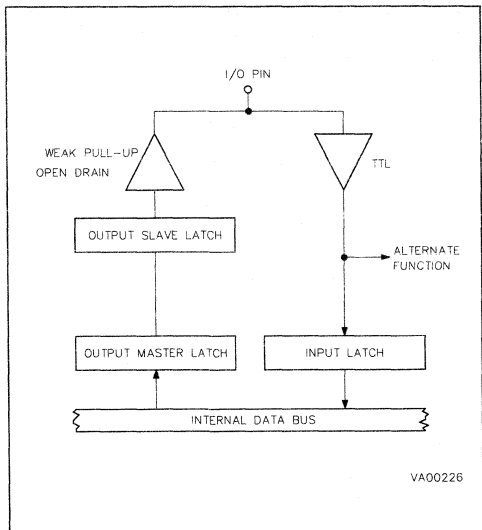 I/O PIN
WEAK PULL-UP
OPEN DRAIN
TTL
OUTPUT SLAVE LATCH
ALTERNATE
FUNCTION
OUTPUT MASTER LATCH
INPUT LATCH
INTERNAL DATA BUS
VA00226